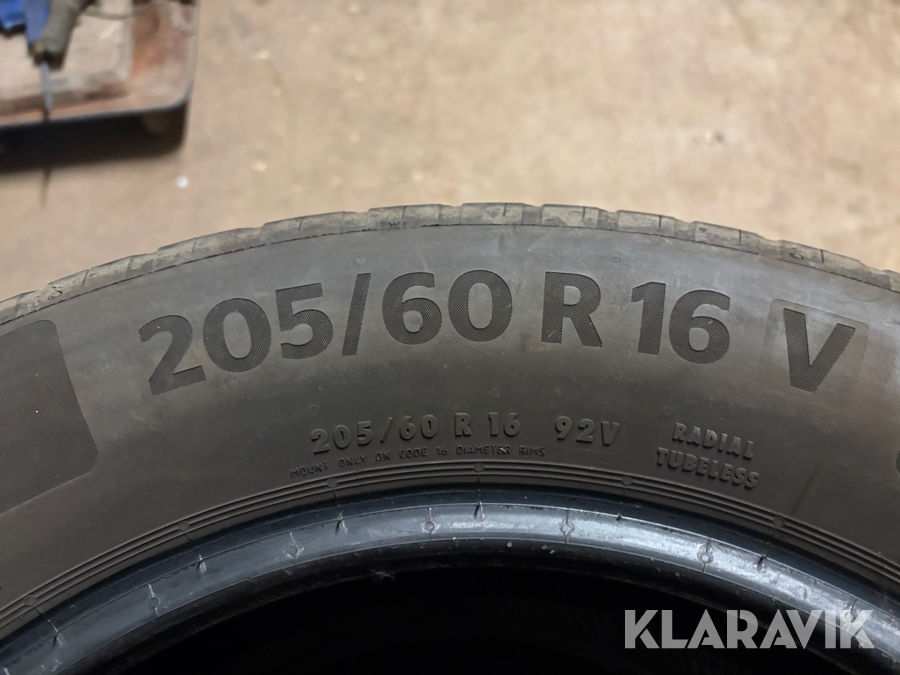 205/60 R 16 V
205/60 R 16 92V
MOUNT ONLY ON CODE 16 DIAMETER RIMS
RADIAL
TUBELESS
KLARAVIK